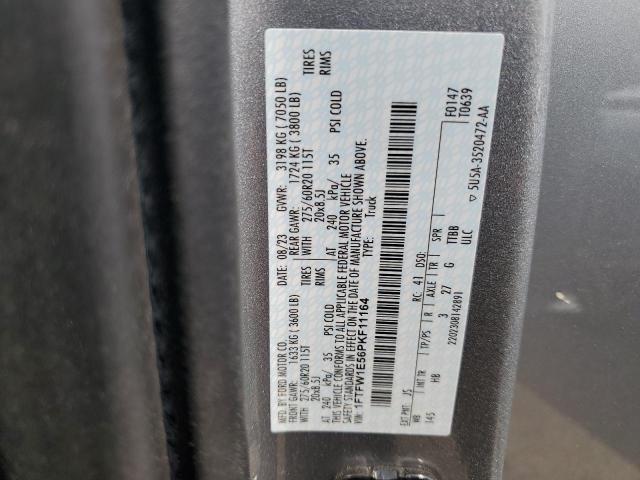 MFD. BY FORD MOTOR CO.
DATE: 08/23 GVWR: 3198 KG ( 7050 LB)
FRONT GAWR: 1633 KG ( 3600 LB) REAR GAWR: 1724 KG ( 3800 LB)
WITH 275/60R20 115T TIRES WITH 275/60R20 115T TIRES
20x8.5J RIMS 20x8.5J RIMS
AT 240 kPa/ 35 PSI COLD AT 240 kPa/ 35 PSI COLD
THIS VEHICLE CONFORMS TO ALL APPLICABLE FEDERAL MOTOR VEHICLE
SAFETY STANDARDS IN EFFECT ON THE DATE OF MANUFACTURE SHOWN ABOVE.
VIN: 1FTFW1E56PKF11164 TYPE: Truck
F0147
T0639
EXT.PNT: JS RC: 41 DSO:
WB INT TR TP/PS R AXLE TR SPR
145 HB 3 27 G TTBB
ULC
2202308142891
▽ 5U5A-3520472-AA